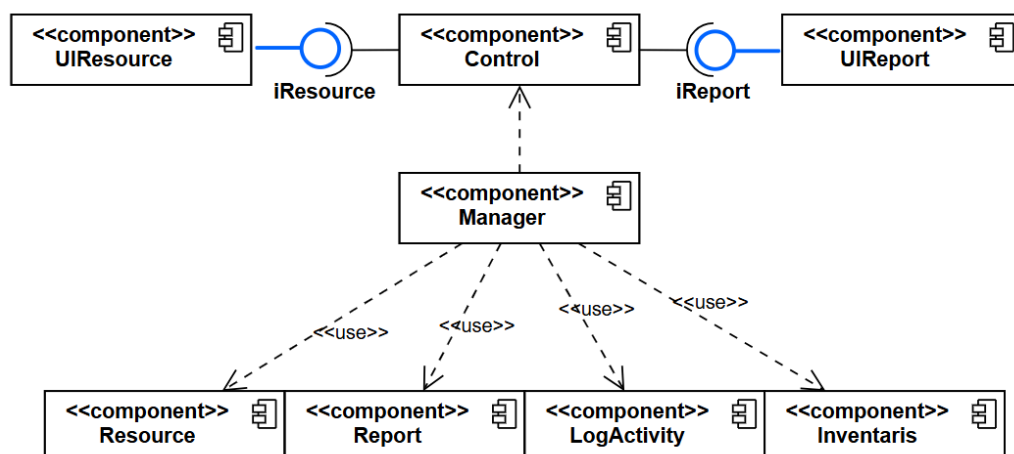 <<component>>
UIResource
iResource
<<component>>
Control
iReport
<<component>>
UIReport
<<component>>
Manager
<<use>>
<<use>>
<<use>>
<<use>>
<<component>>
Resource
<<component>>
Report
<<component>>
LogActivity
<<component>>
Inventaris